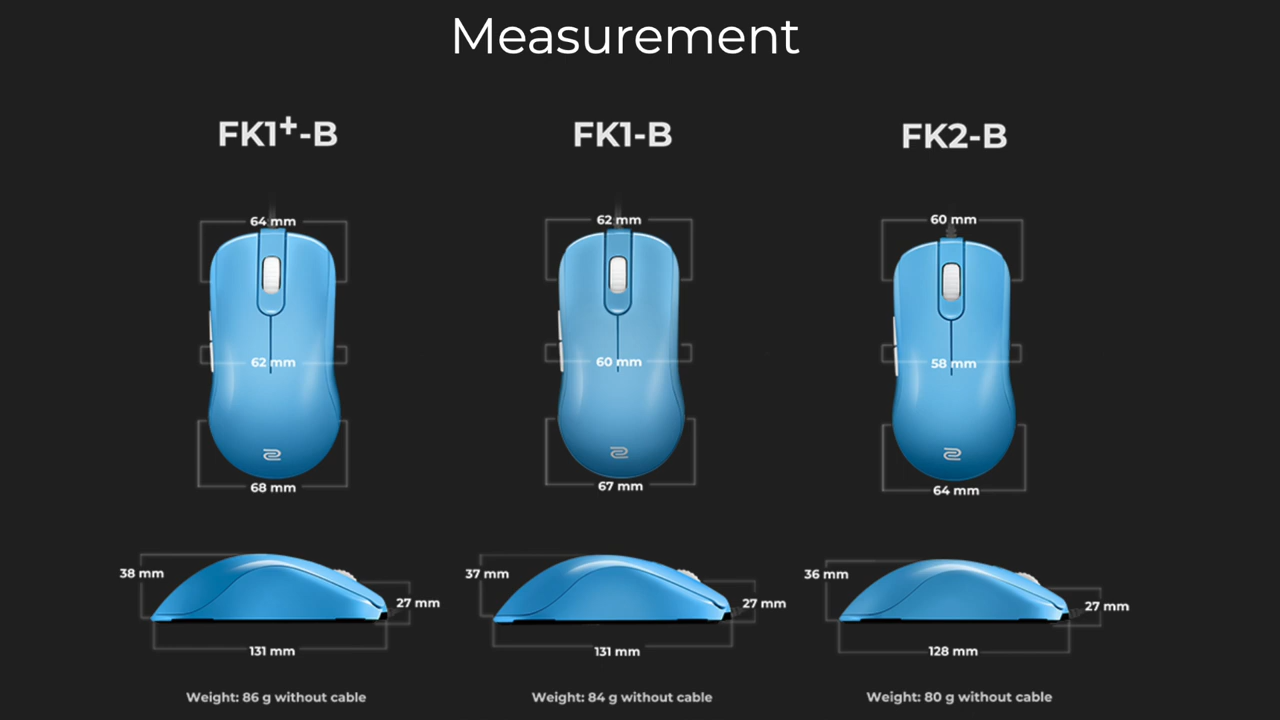 Measurement
FK1+-B
FK1-B
FK2-B
64 mm
62 mm
60 mm
62 mm
60 mm
58 mm
68 mm
67 mm
64 mm
38 mm
27 mm
131 mm
37 mm
27 mm
131 mm
36 mm
27 mm
128 mm
Weight: 86 g without cable
Weight: 84 g without cable
Weight: 80 g without cable